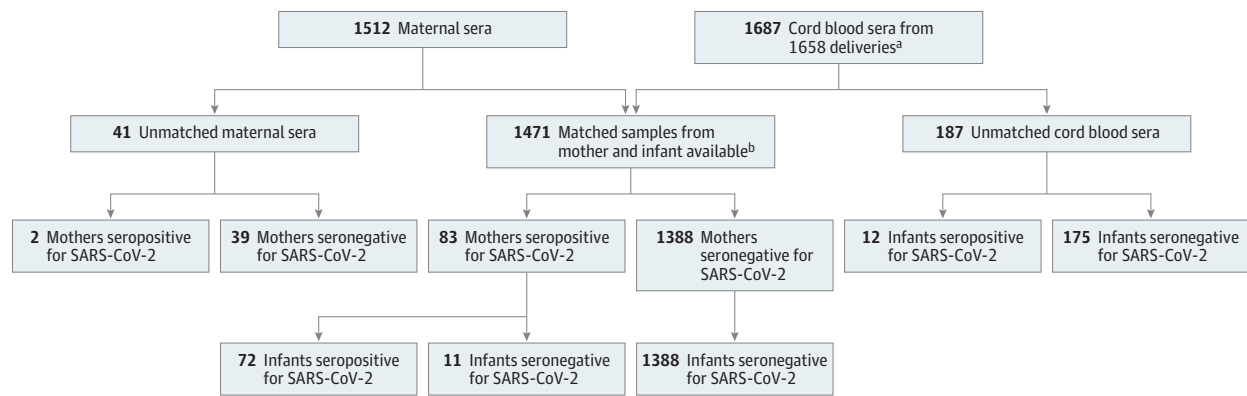 1512 Maternal sera
1687 Cord blood sera from
1658 deliveriesᵃ
41 Unmatched maternal sera
1471 Matched samples from
mother and infant availableᵇ
187 Unmatched cord blood sera
2 Mothers seropositive
for SARS-CoV-2
39 Mothers seronegative
for SARS-CoV-2
83 Mothers seropositive
for SARS-CoV-2
1388 Mothers
seronegative for
SARS-CoV-2
12 Infants seropositive
for SARS-CoV-2
175 Infants seronegative
for SARS-CoV-2
72 Infants seropositive
for SARS-CoV-2
11 Infants seronegative
for SARS-CoV-2
1388 Infants seronegative
for SARS-CoV-2